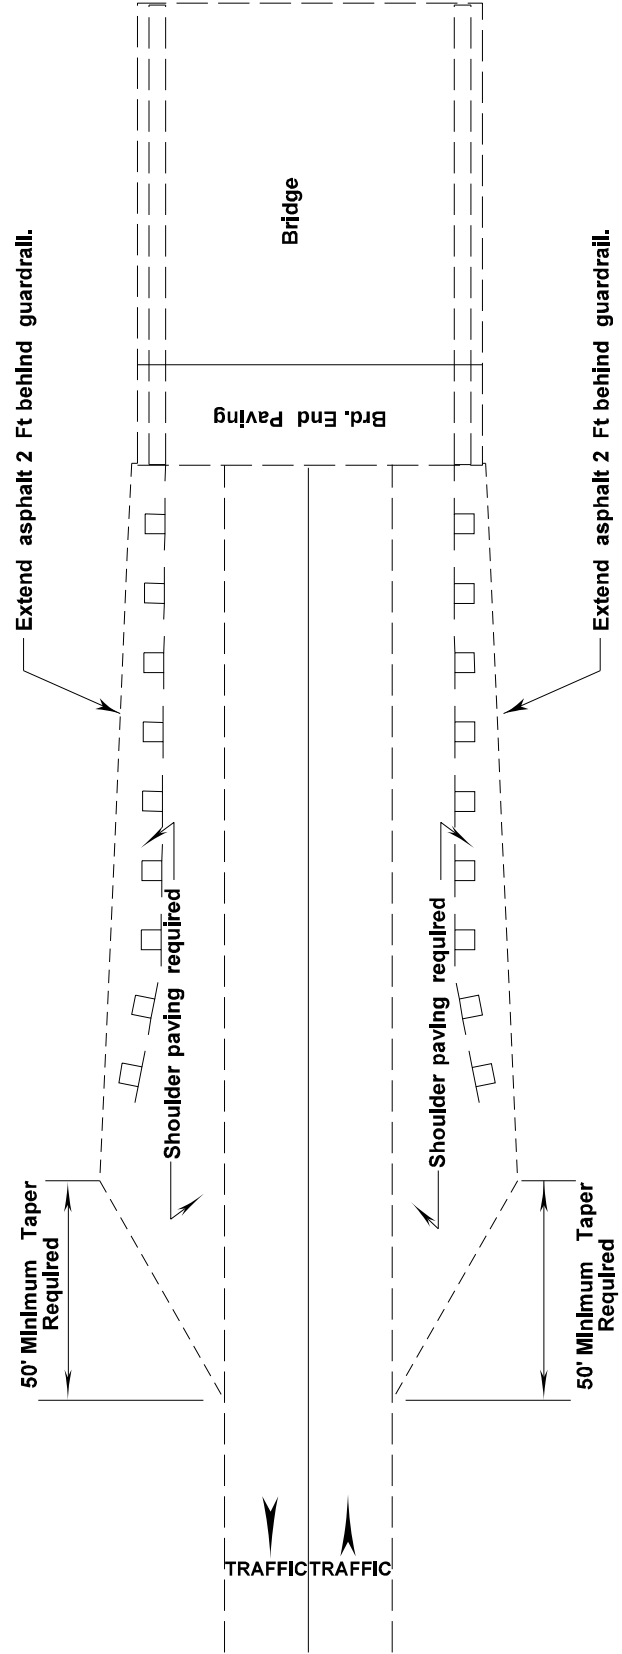 Bridge
Extend asphalt 2 Ft behind guardrail.
Extend asphalt 2 Ft behind guardrail.
Brd. End Paving
Shoulder paving required
Shoulder paving required
50' Minimum Taper
Required
50' Minimum Taper
Required
TRAFFIC
TRAFFIC